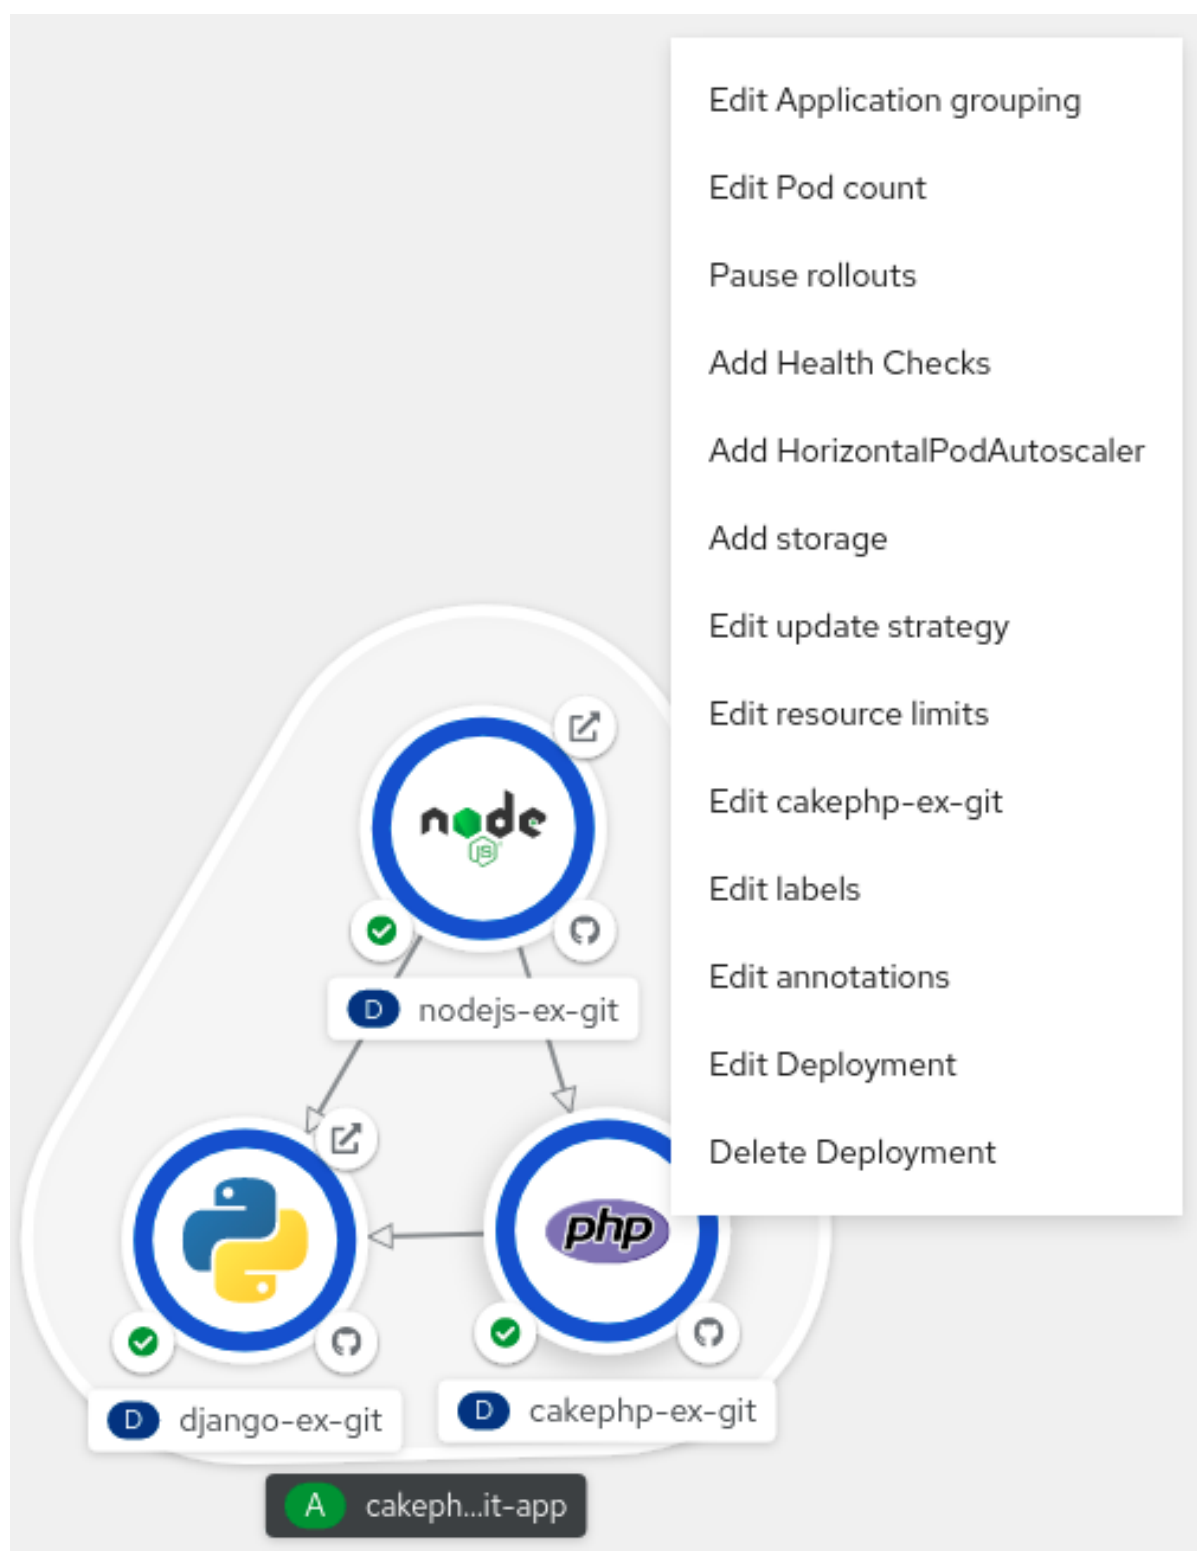 Edit Application grouping
Edit Pod count
Pause rollouts
Add Health Checks
Add HorizontalPodAutoscaler
Add storage
Edit update strategy
Edit resource limits
Edit cakephp-ex-git
Edit labels
Edit annotations
Edit Deployment
Delete Deployment
node
JS
D nodejs-ex-git
php
D django-ex-git
D cakephp-ex-git
A cakeph...it-app